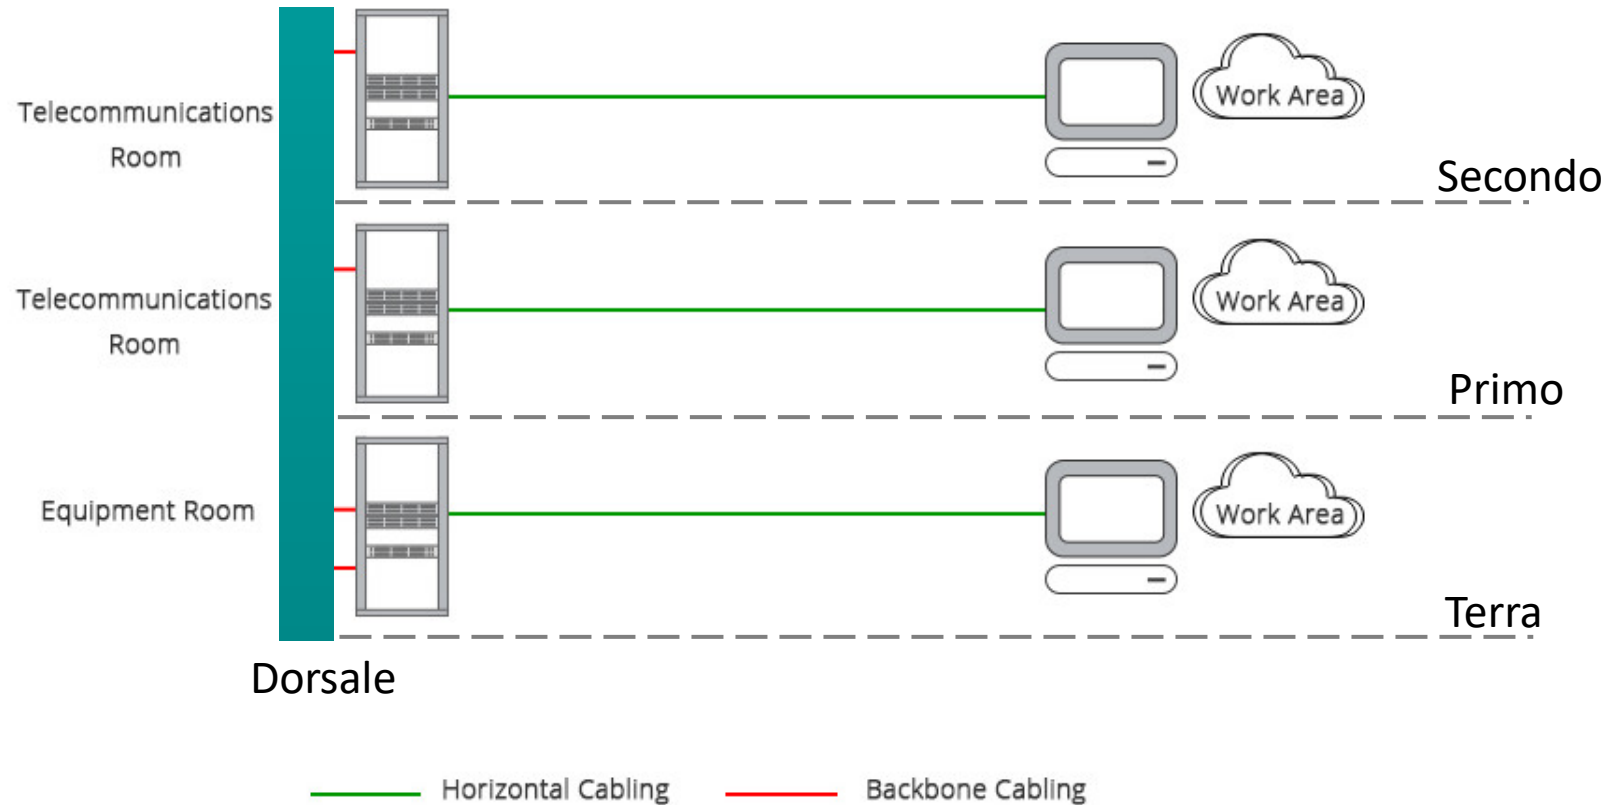 Telecommunications
Room
Work Area
Secondo
Telecommunications
Room
Work Area
Primo
Equipment Room
Work Area
Terra
Dorsale
Horizontal Cabling
Backbone Cabling